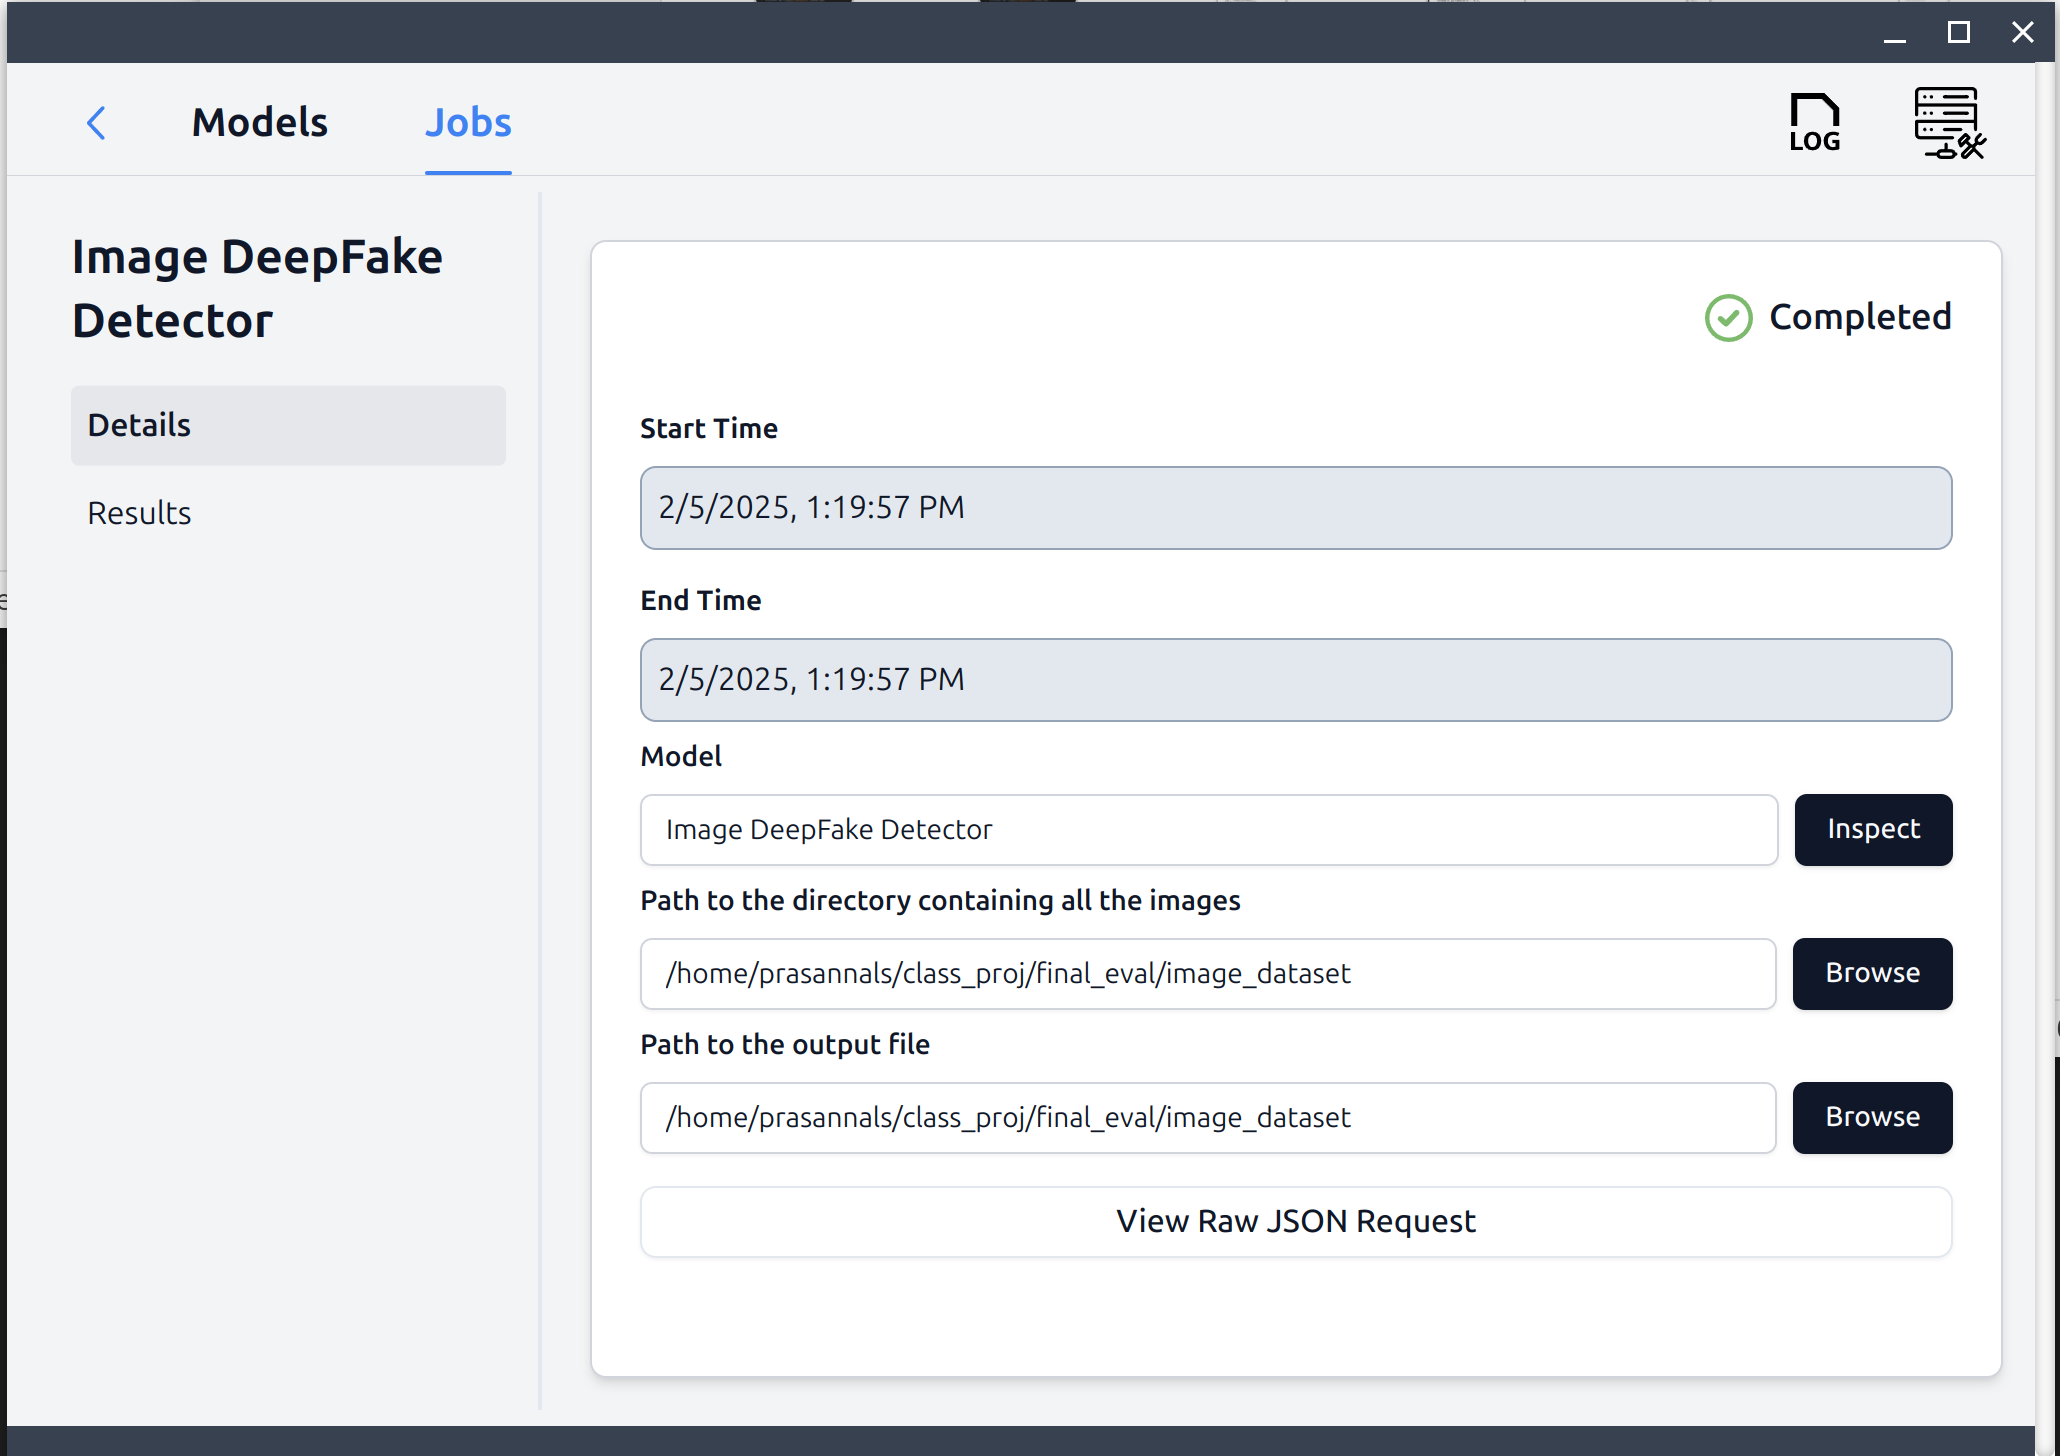 Models
Jobs
LOG
Image DeepFake
Detector
Details
Results
Completed
Start Time
2/5/2025, 1:19:57 PM
End Time
2/5/2025, 1:19:57 PM
Model
Image DeepFake Detector
Inspect
Path to the directory containing all the images
/home/prasannals/class_proj/final_eval/image_dataset
Browse
Path to the output file
/home/prasannals/class_proj/final_eval/image_dataset
Browse
View Raw JSON Request